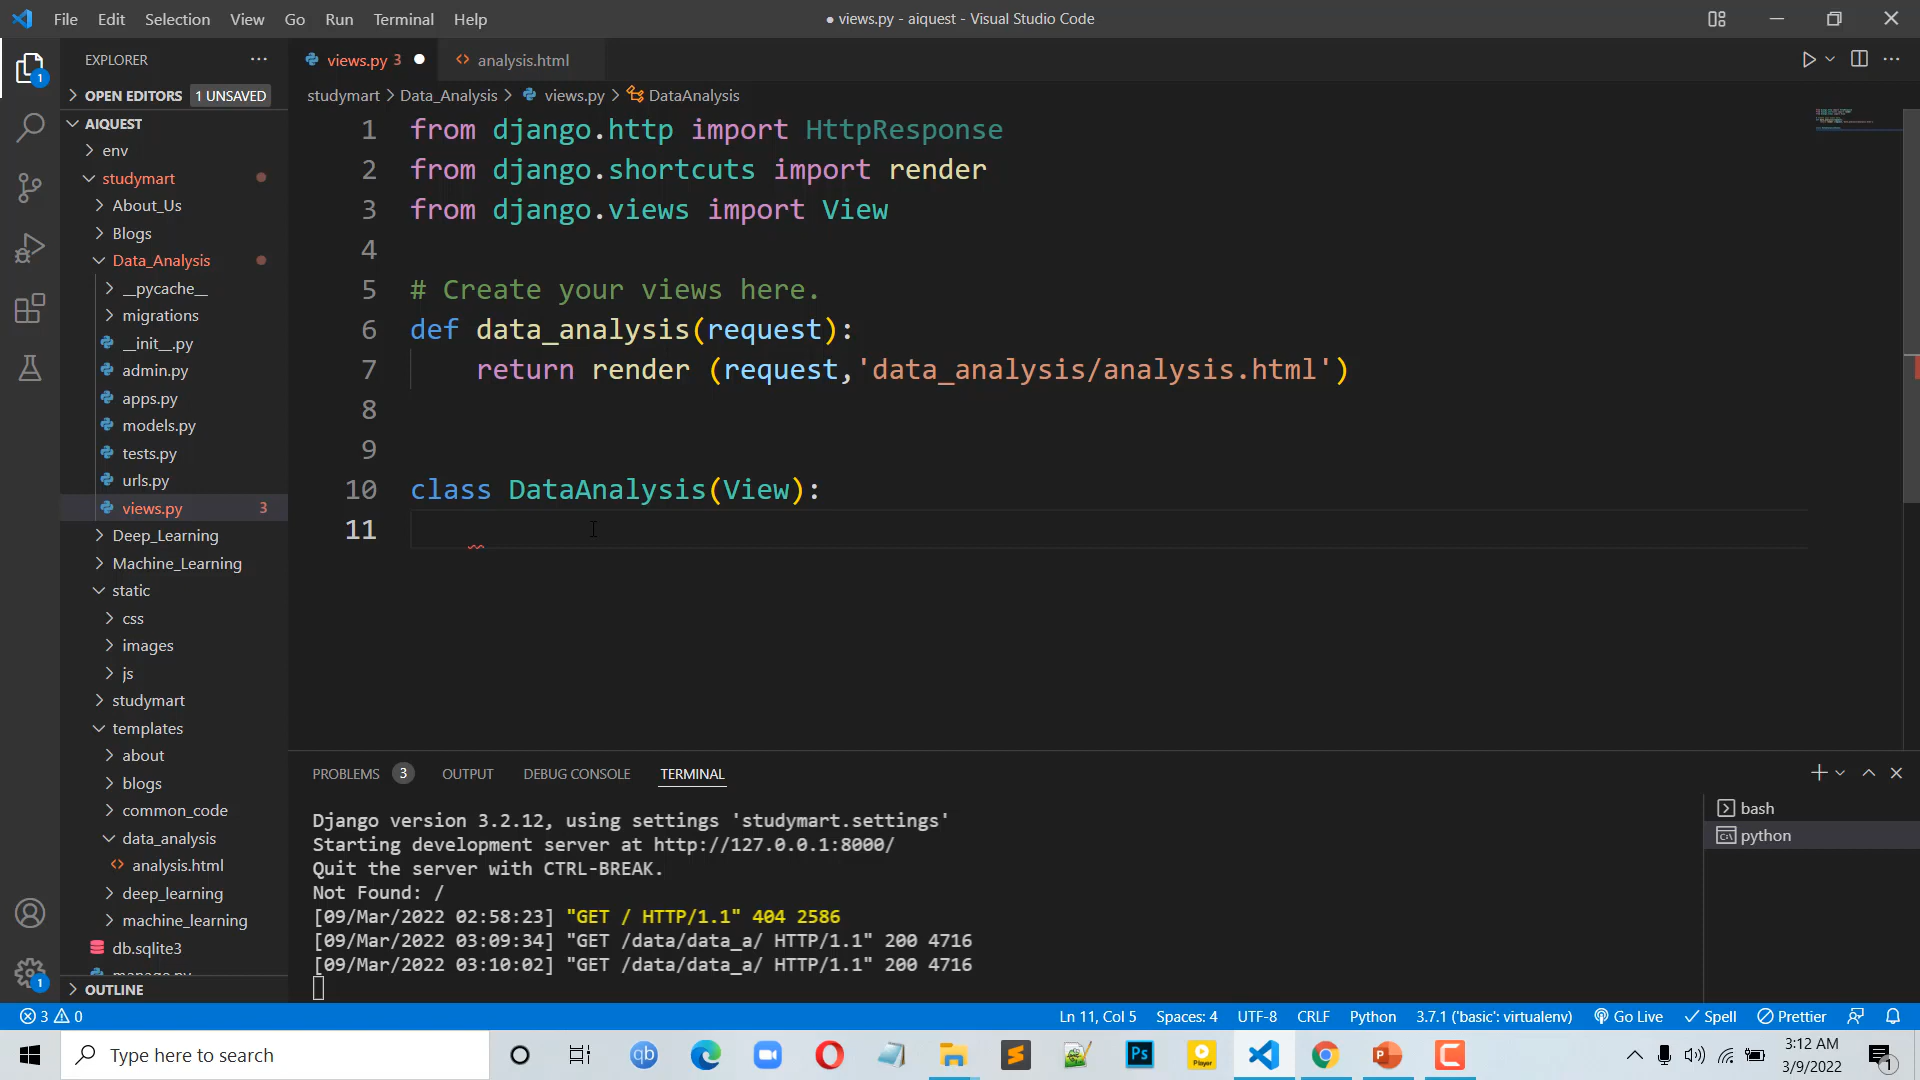 File Edit Selection View Go Run Terminal Help
● views.py - aiquest - Visual Studio Code
EXPLORER
OPEN EDITORS 1 UNSAVED
AIQUEST
env
studymart
About_Us
Blogs
Data_Analysis
__pycache__
migrations
__init__.py
admin.py
apps.py
models.py
tests.py
urls.py
views.py 3
Deep_Learning
Machine_Learning
static
css
images
js
studymart
templates
about
blogs
common_code
data_analysis
analysis.html
deep_learning
machine_learning
db.sqlite3
manage.py
OUTLINE
views.py 3
analysis.html
studymart > Data_Analysis > views.py > DataAnalysis
1 from django.http import HttpResponse
2 from django.shortcuts import render
3 from django.views import View
4
5 # Create your views here.
6 def data_analysis(request):
7 return render (request,'data_analysis/analysis.html')
8
9
10 class DataAnalysis(View):
11
PROBLEMS 3 OUTPUT DEBUG CONSOLE TERMINAL
Django version 3.2.12, using settings 'studymart.settings'
Starting development server at http://127.0.0.1:8000/
Quit the server with CTRL-BREAK.
Not Found: /
[09/Mar/2022 02:58:23] "GET / HTTP/1.1" 404 2586
[09/Mar/2022 03:09:34] "GET /data/data_a/ HTTP/1.1" 200 4716
[09/Mar/2022 03:10:02] "GET /data/data_a/ HTTP/1.1" 200 4716
bash
python
1
1
3 0
Ln 11, Col 5 Spaces: 4 UTF-8 CRLF Python 3.7.1 ('basic': virtualenv) Go Live Spell Prettier
Type here to search
qb
Ps
Player
P
3:12 AM
3/9/2022
1